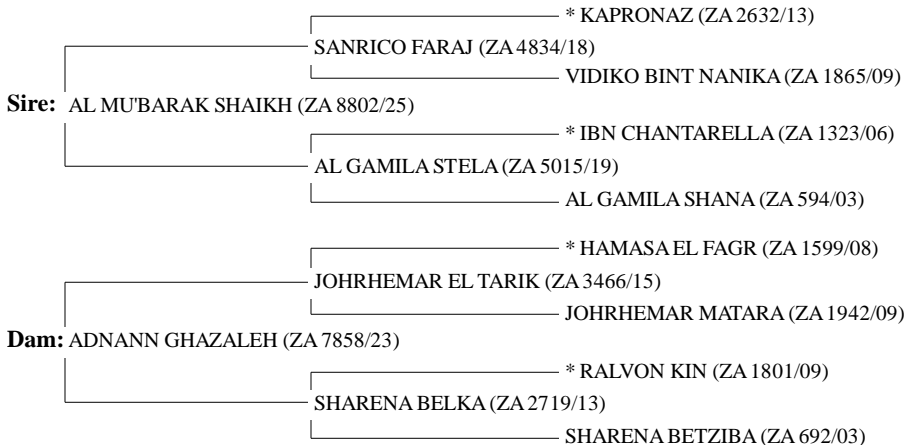 * KAPRONAZ (ZA 2632/13)
SANRICO FARAJ (ZA 4834/18)
VIDIKO BINT NANIKA (ZA 1865/09)
Sire: AL MU'BARAK SHAIKH (ZA 8802/25)
* IBN CHANTARELLA (ZA 1323/06)
AL GAMILA STELA (ZA 5015/19)
AL GAMILA SHANA (ZA 594/03)
* HAMASA EL FAGR (ZA 1599/08)
JOHRHEMAR EL TARIK (ZA 3466/15)
JOHRHEMAR MATARA (ZA 1942/09)
Dam: ADNANN GHAZALEH (ZA 7858/23)
* RALVON KIN (ZA 1801/09)
SHARENA BELKA (ZA 2719/13)
SHARENA BETZIBA (ZA 692/03)